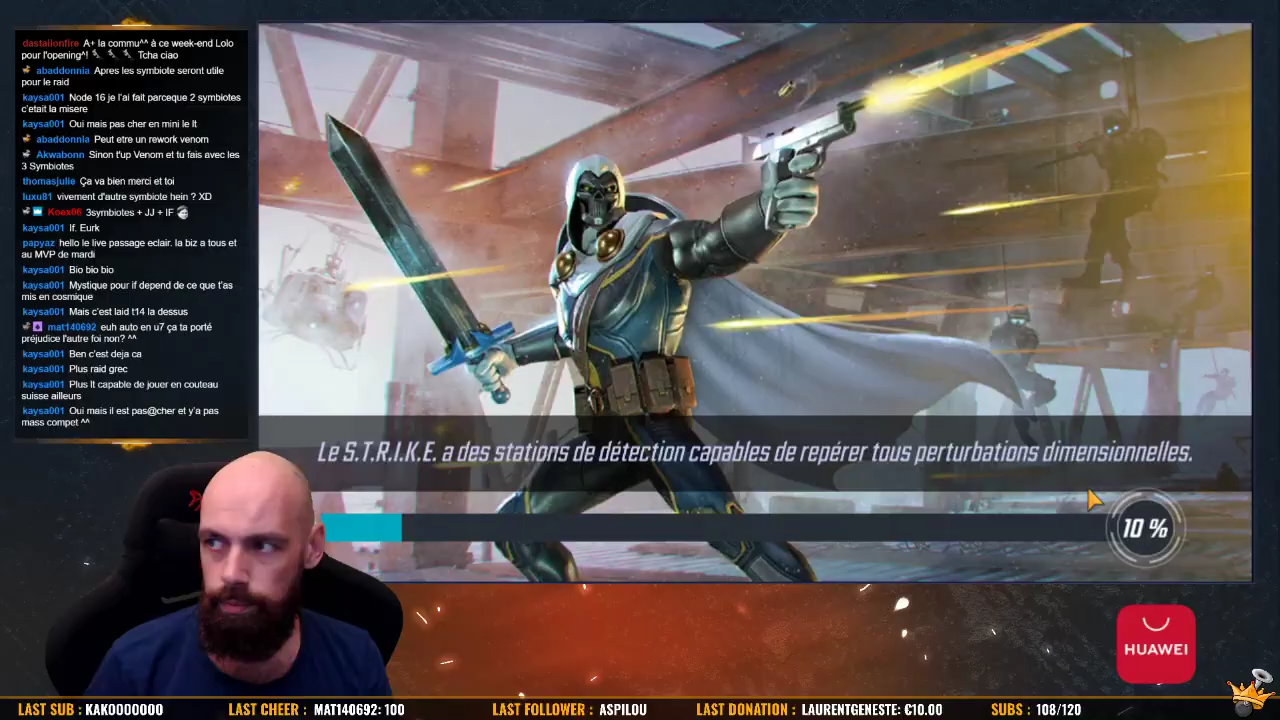 dastalionfire A+ la commu^^ à ce week-end Lolo
pour l'opening^! Tcha ciao
abaddonnia Apres les symbiote seront utile
pour le raid
kaysa001 Node 16 je l'ai fait parceque 2 symbiotes
c'etait la misere
kaysa001 Oui mais pas cher en mini le lt
abaddonnia Peut etre un rework venom
Akwabonn Sinon t'up Venom et tu fais avec les
3 Symbiotes
thomasjulie Ça va bien merci et toi
luxu81 vivement d'autre symbiote hein ? XD
Koex06 3symbiotes + JJ + IF
kaysa001 If. Eurk
papyaz hello le live passage eclair. la biz a tous et
au MVP de mardi
kaysa001 Bio bio bio
kaysa001 Mystique pour if depend de ce que t'as
mis en cosmique
kaysa001 Mais c'est laid t14 la dessus
mat140692 euh auto en u7 ça ta porté
préjudice l'autre foi non? ^^
kaysa001 Ben c'est deja ca
kaysa001 Plus raid grec
kaysa001 Plus lt capable de jouer en couteau
suisse ailleurs
kaysa001 Oui mais il est pas@cher et y'a pas
mass compet ^^
Le S.T.R.I.K.E. a des stations de détection capables de repérer tous perturbations dimensionnelles.
10 %
HUAWEI
LAST SUB : KAKO000000 LAST CHEER : MAT140692: 100 LAST FOLLOWER : ASPILOU LAST DONATION : LAURENTGENESTE: €10.00 SUBS : 108/120